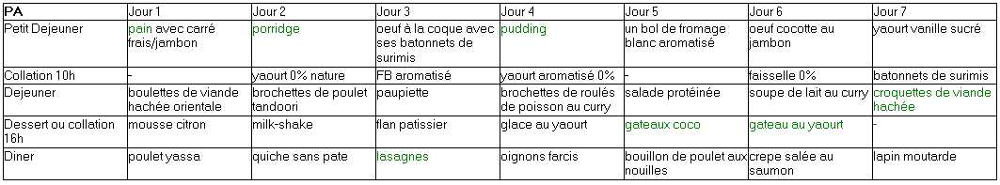 PA Jour 1 Jour 2 Jour 3 Jour 4 Jour 5 Jour 6 Jour 7
Petit Dejeuner pain avec carré porridge oeuf à la coque avec pudding un bol de fromage oeuf cocotte au yaourt vanille sucré
frais/jambon ses batonnets de blanc aromatisé jambon
surimis
Collation 10h - yaourt 0% nature FB aromatisé yaourt aromatisé 0% - faisselle 0% batonnets de surimis
Dejeuner boulettes de viande brochettes de poulet paupiette brochettes de roulés salade protéinée soupe de lait au curry croquettes de viande
hachée orientale tandoori de poisson au curry hachée
Dessert ou collation mousse citron milk-shake flan patissier glace au yaourt gateaux coco gateau au yaourt -
16h
Diner poulet yassa quiche sans pate lasagnes oignons farcis bouillon de poulet aux crepe salée au lapin moutarde
nouilles saumon